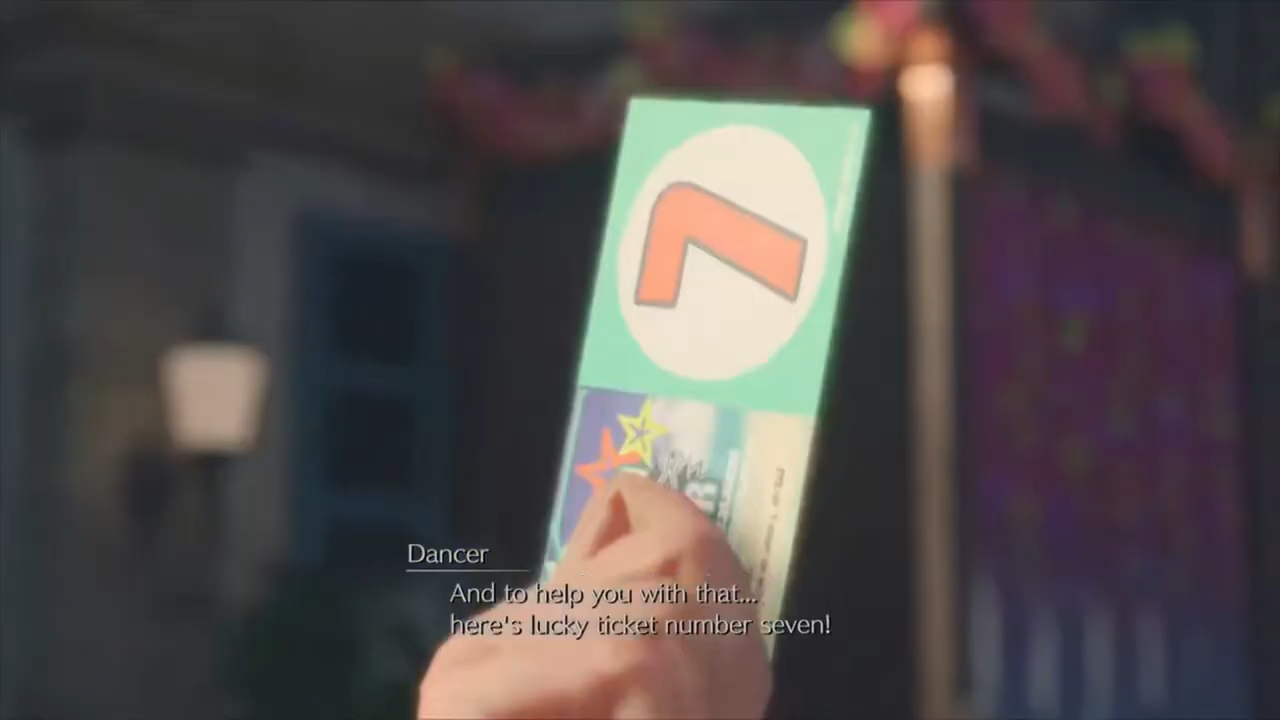 7
Dancer
And to help you with that...
here's lucky ticket number seven!